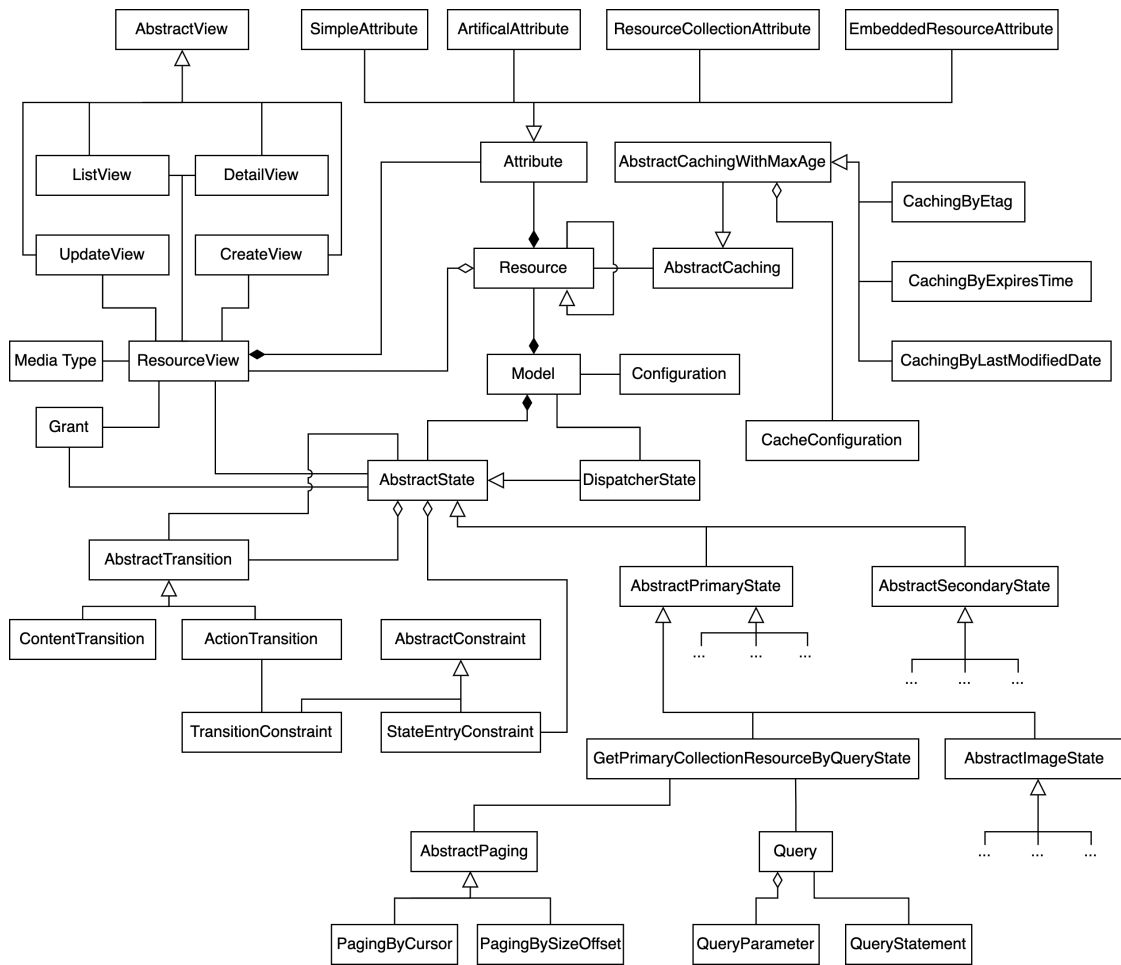 AbstractView
SimpleAttribute
ArtificalAttribute
ResourceCollectionAttribute
EmbeddedResourceAttribute
ListView
DetailView
Attribute
AbstractCachingWithMaxAge
CachingByEtag
UpdateView
CreateView
Resource
AbstractCaching
CachingByExpiresTime
Media Type
ResourceView
Model
Configuration
CachingByLastModifiedDate
Grant
CacheConfiguration
AbstractState
DispatcherState
AbstractTransition
AbstractPrimaryState
AbstractSecondaryState
ContentTransition
ActionTransition
AbstractConstraint
...
...
...
...
...
...
TransitionConstraint
StateEntryConstraint
GetPrimaryCollectionResourceByQueryState
AbstractImageState
AbstractPaging
Query
...
...
...
PagingByCursor
PagingBySizeOffset
QueryParameter
QueryStatement